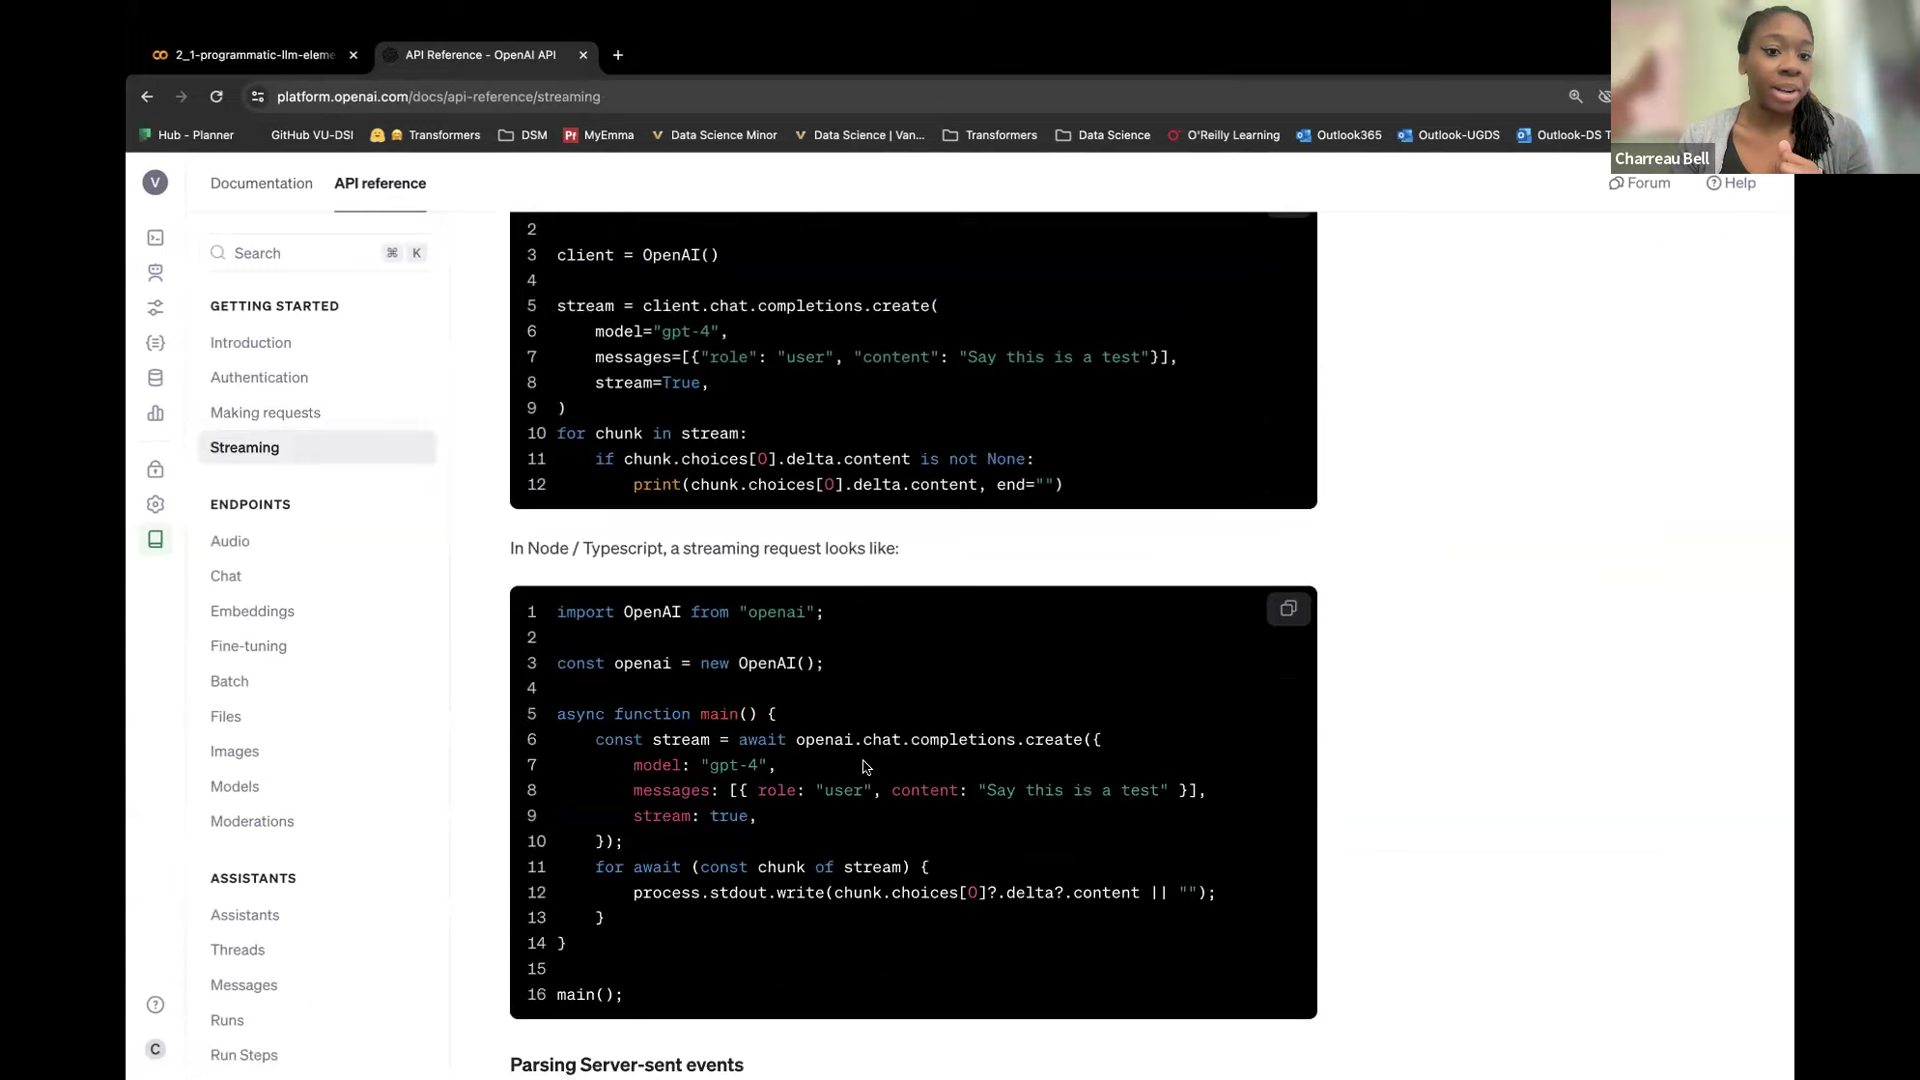 2_1-programmatic-llm-eleme
API Reference - OpenAI API
platform.openai.com/docs/api-reference/streaming
Hub - Planner
GitHub VU-DSI
Transformers
DSM
MyEmma
Data Science Minor
Data Science | Van...
Transformers
Data Science
O'Reilly Learning
Outlook365
Outlook-UGDS
Outlook-DS T
Charreau Bell
V
Documentation
API reference
Forum
Help
Search
⌘ K
GETTING STARTED
Introduction
Authentication
Making requests
Streaming
ENDPOINTS
Audio
Chat
Embeddings
Fine-tuning
Batch
Files
Images
Models
Moderations
ASSISTANTS
Assistants
Threads
Messages
Runs
Run Steps
C
2
3 client = OpenAI()
4
5 stream = client.chat.completions.create(
6     model="gpt-4",
7     messages=[{"role": "user", "content": "Say this is a test"}],
8     stream=True,
9 )
10 for chunk in stream:
11     if chunk.choices[0].delta.content is not None:
12         print(chunk.choices[0].delta.content, end="")
In Node / Typescript, a streaming request looks like:
1 import OpenAI from "openai";
2
3 const openai = new OpenAI();
4
5 async function main() {
6     const stream = await openai.chat.completions.create({
7         model: "gpt-4",
8         messages: [{ role: "user", content: "Say this is a test" }],
9         stream: true,
10     });
11     for await (const chunk of stream) {
12         process.stdout.write(chunk.choices[0]?.delta?.content || "");
13     }
14 }
15
16 main();
Parsing Server-sent events